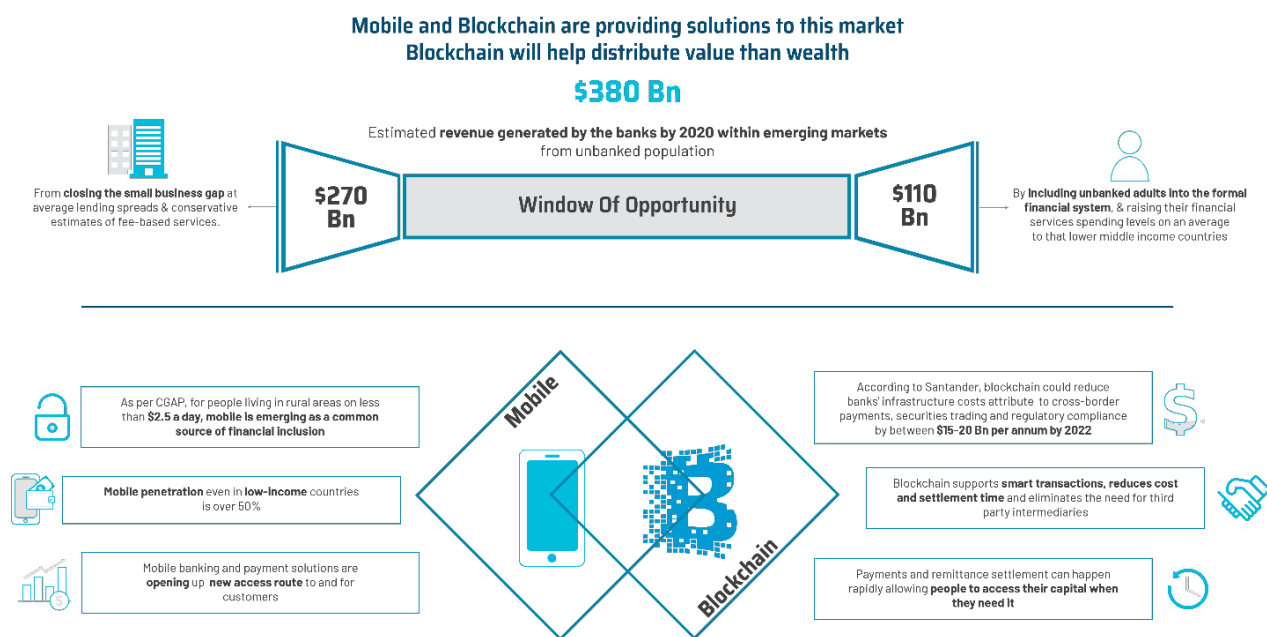 Mobile and Blockchain are providing solutions to this market
Blockchain will help distribute value than wealth
$380 Bn
Estimated revenue generated by the banks by 2020 within emerging markets
from unbanked population
From closing the small business gap at
average lending spreads & conservative
estimates of fee-based services.
$270
Bn
Window Of Opportunity
$110
Bn
By including unbanked adults into the formal
financial system, & raising their financial
services spending levels on an average
to that lower middle income countries
As per CGAP, for people living in rural areas on less
than $2.5 a day, mobile is emerging as a common
source of financial inclusion
Mobile penetration even in low-income countries
is over 50%
Mobile banking and payment solutions are
opening up new access route to and for
customers
Mobile
Blockchain
According to Santander, blockchain could reduce
banks' infrastructure costs attribute to cross-border
payments, securities trading and regulatory compliance
by between $15-20 Bn per annum by 2022
Blockchain supports smart transactions, reduces cost
and settlement time and eliminates the need for third
party intermediaries
Payments and remittance settlement can happen
rapidly allowing people to access their capital when
they need it